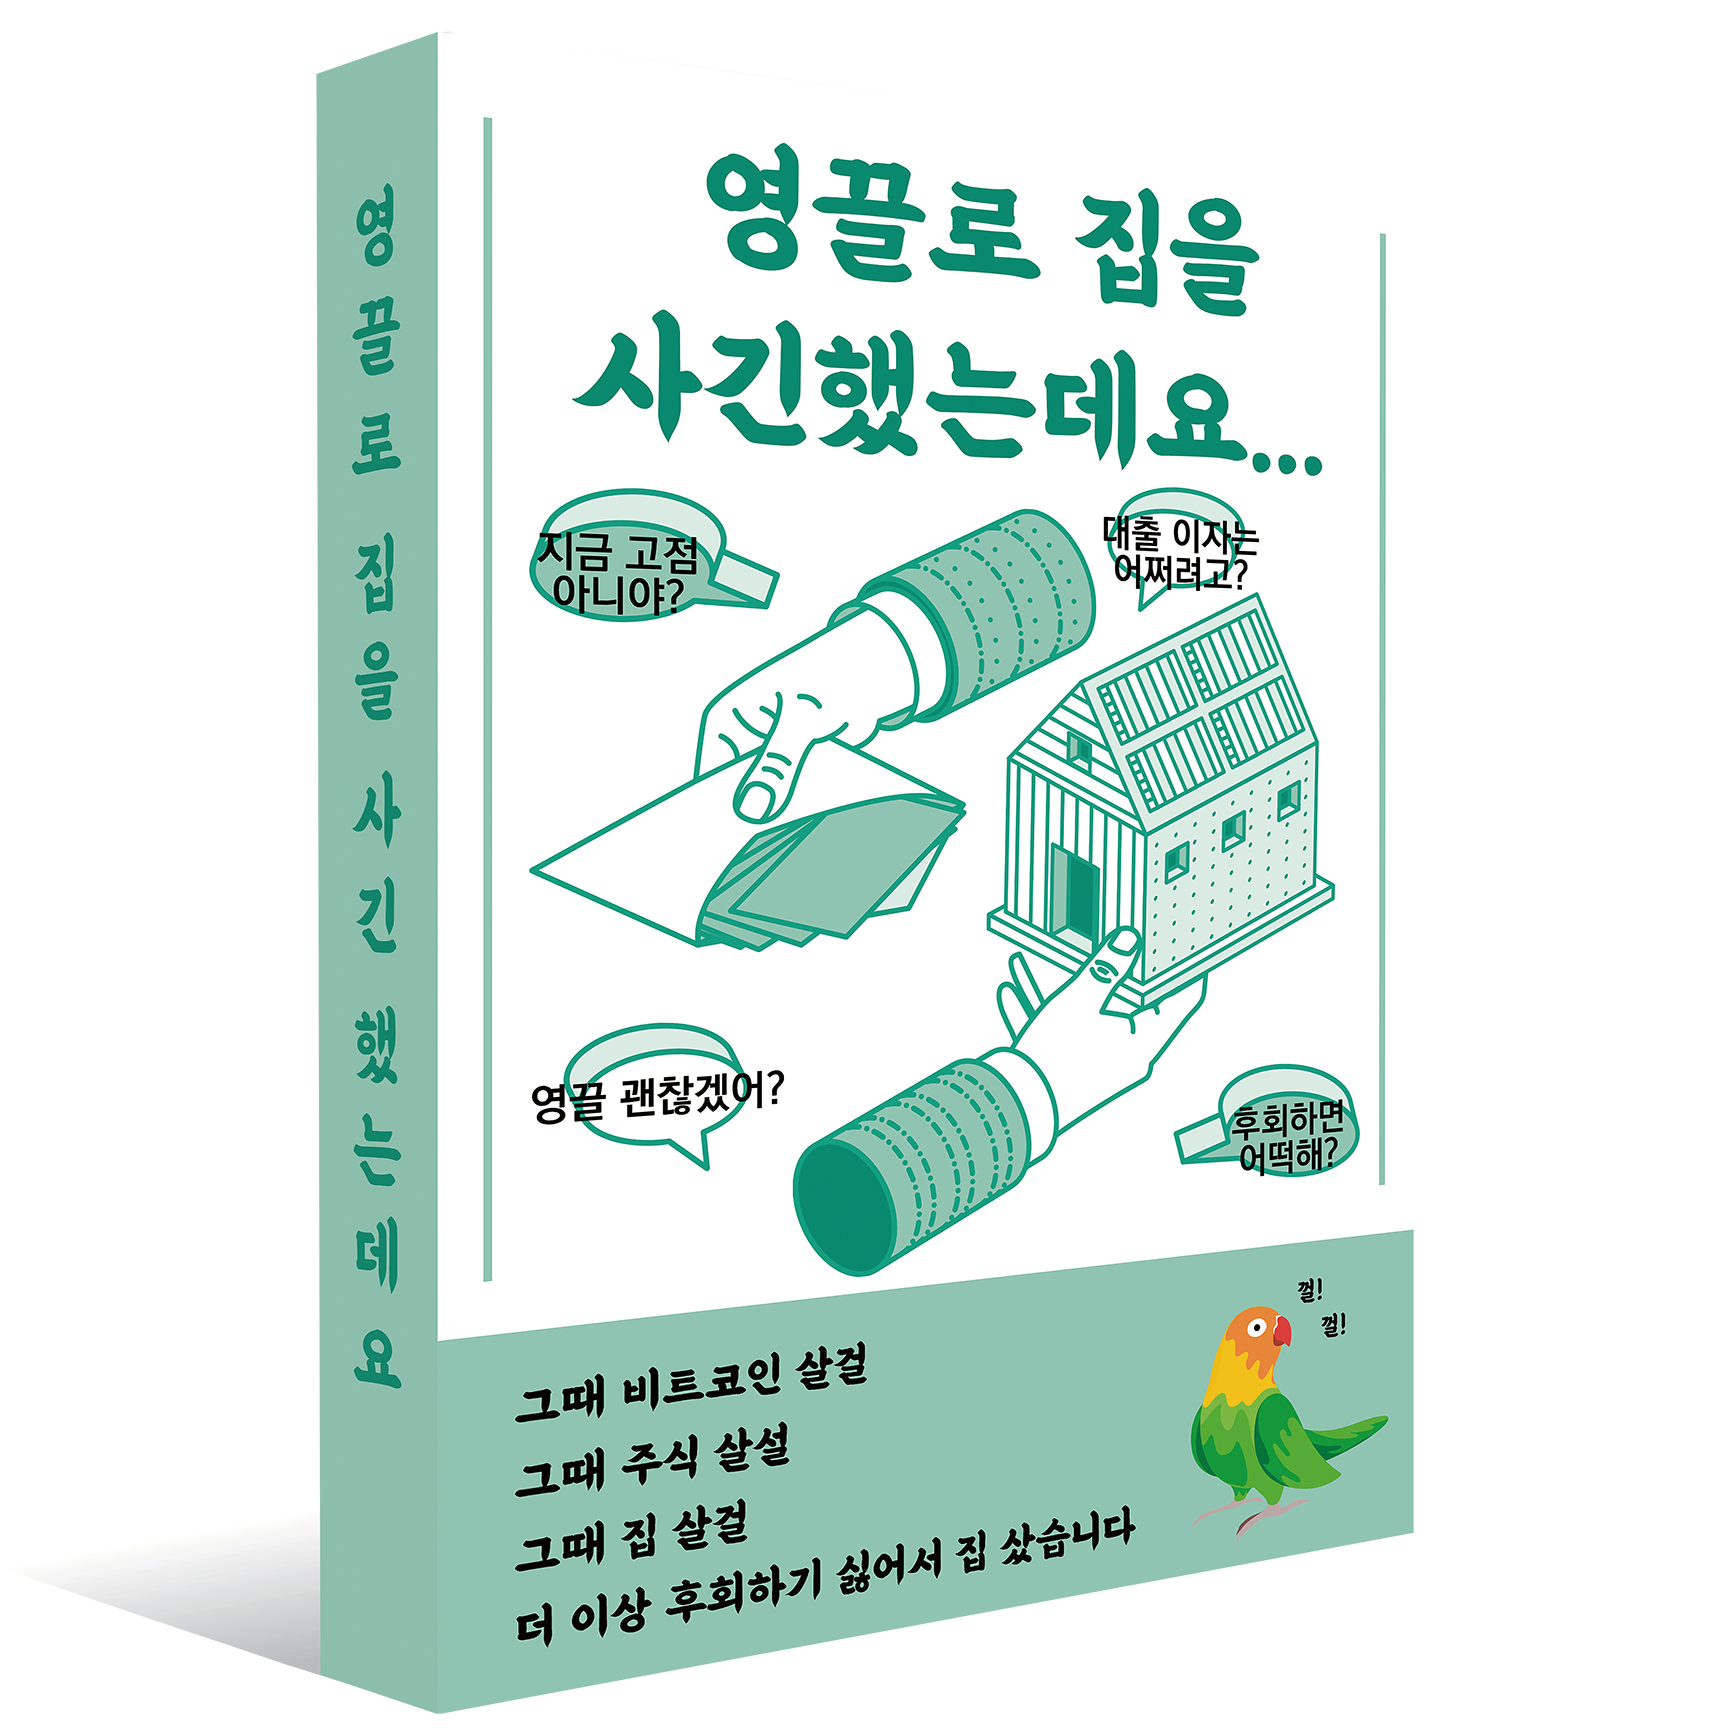 영끌로 집을 사긴했는데요
영끌로 집을
사긴했는데요...
지금 고점
아니야?
대출 이자는
어쩌려고?
영끌 괜찮겠어?
후회하면
어떡해?
껄!
껄!
그때 비트코인 살걸
그때 주식 살설
그때 집 살걸
더 이상 후회하기 싫어서 집 샀습니다